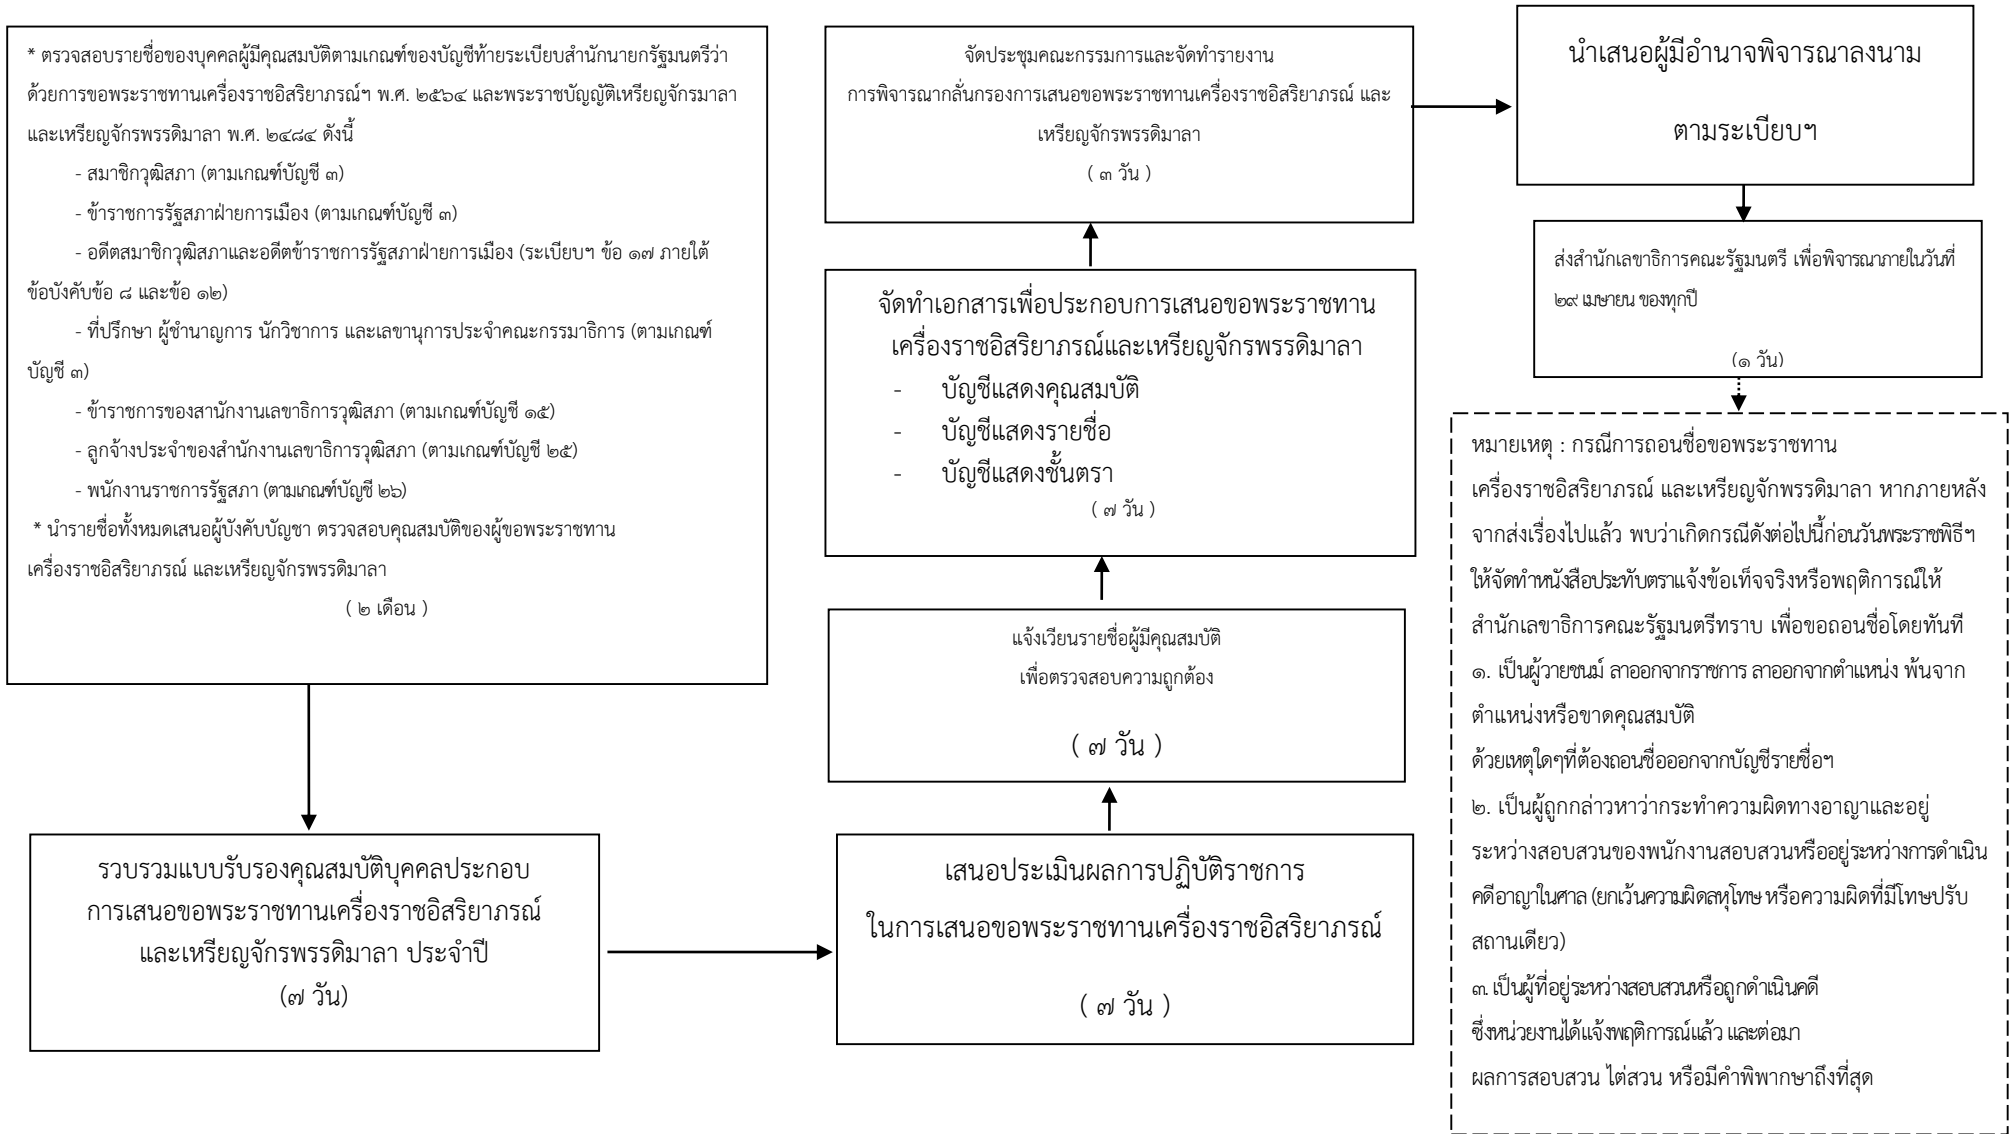 * ตรวจสอบรายชื่อของบุคคลผู้มีคุณสมบัติตามเกณฑ์ของบัญชีท้ายระเบียบสำนักนายกรัฐมนตรีว่า
ด้วยการขอพระราชทานเครื่องราชอิสริยาภรณ์ฯ พ.ศ. ๒๕๖๔ และพระราชบัญญัติเหรียญจักรมาลา
และเหรียญจักรพรรดิมาลา พ.ศ. ๒๔๘๔ ดังนี้
- สมาชิกวุฒิสภา (ตามเกณฑ์บัญชี ๓)
- ข้าราชการรัฐสภาฝ่ายการเมือง (ตามเกณฑ์บัญชี ๓)
- อดีตสมาชิกวุฒิสภาและอดีตข้าราชการรัฐสภาฝ่ายการเมือง (ระเบียบฯ ข้อ ๑๗ ภายใต้
ข้อบังคับข้อ ๘ และข้อ ๑๒)
- ที่ปรึกษา ผู้ชำนาญการ นักวิชาการ และเลขานุการประจำคณะกรรมาธิการ (ตามเกณฑ์
บัญชี ๓)
- ข้าราชการของสานักงานเลขาธิการวุฒิสภา (ตามเกณฑ์บัญชี ๑๕)
- ลูกจ้างประจำของสำนักงานเลขาธิการวุฒิสภา (ตามเกณฑ์บัญชี ๒๕)
- พนักงานราชการรัฐสภา (ตามเกณฑ์บัญชี ๒๖)
* นำรายชื่อทั้งหมดเสนอผู้บังคับบัญชา ตรวจสอบคุณสมบัติของผู้ขอพระราชทาน
เครื่องราชอิสริยาภรณ์ และเหรียญจักรพรรดิมาลา
( ๒ เดือน )
รวบรวมแบบรับรองคุณสมบัติบุคคลประกอบ
การเสนอขอพระราชทานเครื่องราชอิสริยาภรณ์
และเหรียญจักรพรรดิมาลา ประจำปี
(๗ วัน)
เสนอประเมินผลการปฏิบัติราชการ
ในการเสนอขอพระราชทานเครื่องราชอิสริยาภรณ์
( ๗ วัน )
แจ้งเวียนรายชื่อผู้มีคุณสมบัติ
เพื่อตรวจสอบความถูกต้อง
( ๗ วัน )
จัดทำเอกสารเพื่อประกอบการเสนอขอพระราชทาน
เครื่องราชอิสริยาภรณ์และเหรียญจักรพรรดิมาลา
- บัญชีแสดงคุณสมบัติ
- บัญชีแสดงรายชื่อ
- บัญชีแสดงชั้นตรา
( ๗ วัน )
จัดประชุมคณะกรรมการและจัดทำรายงาน
การพิจารณากลั่นกรองการเสนอขอพระราชทานเครื่องราชอิสริยาภรณ์ และ
เหรียญจักรพรรดิมาลา
( ๓ วัน )
นำเสนอผู้มีอำนาจพิจารณาลงนาม
ตามระเบียบฯ
ส่งสำนักเลขาธิการคณะรัฐมนตรี เพื่อพิจารณาภายในวันที่
๒๙ เมษายน ของทุกปี
(๑ วัน)
หมายเหตุ : กรณีการถอนชื่อขอพระราชทาน
เครื่องราชอิสริยาภรณ์ และเหรียญจักพรรดิมาลา หากภายหลัง
จากส่งเรื่องไปแล้ว พบว่าเกิดกรณีดังต่อไปนี้ก่อนวันพระราชพิธีฯ
ให้จัดทำหนังสือประทับตราแจ้งข้อเท็จจริงหรือพฤติการณ์ให้
สำนักเลขาธิการคณะรัฐมนตรีทราบ เพื่อขอถอนชื่อโดยทันที
๑. เป็นผู้วายชนม์ ลาออกจากราชการ ลาออกจากตำแหน่ง พ้นจาก
ตำแหน่งหรือขาดคุณสมบัติ
ด้วยเหตุใดๆที่ต้องถอนชื่อออกจากบัญชีรายชื่อฯ
๒. เป็นผู้ถูกกล่าวหาว่ากระทำความผิดทางอาญาและอยู่
ระหว่างสอบสวนของพนักงานสอบสวนหรืออยู่ระหว่างการดำเนิน
คดีอาญาในศาล (ยกเว้นความผิดลหุโทษ หรือความผิดที่มีโทษปรับ
สถานเดียว)
๓. เป็นผู้ที่อยู่ระหว่างสอบสวนหรือถูกดำเนินคดี
ซึ่งหน่วยงานได้แจ้งพฤติการณ์แล้ว และต่อมา
ผลการสอบสวน ไต่สวน หรือมีคำพิพากษาถึงที่สุด